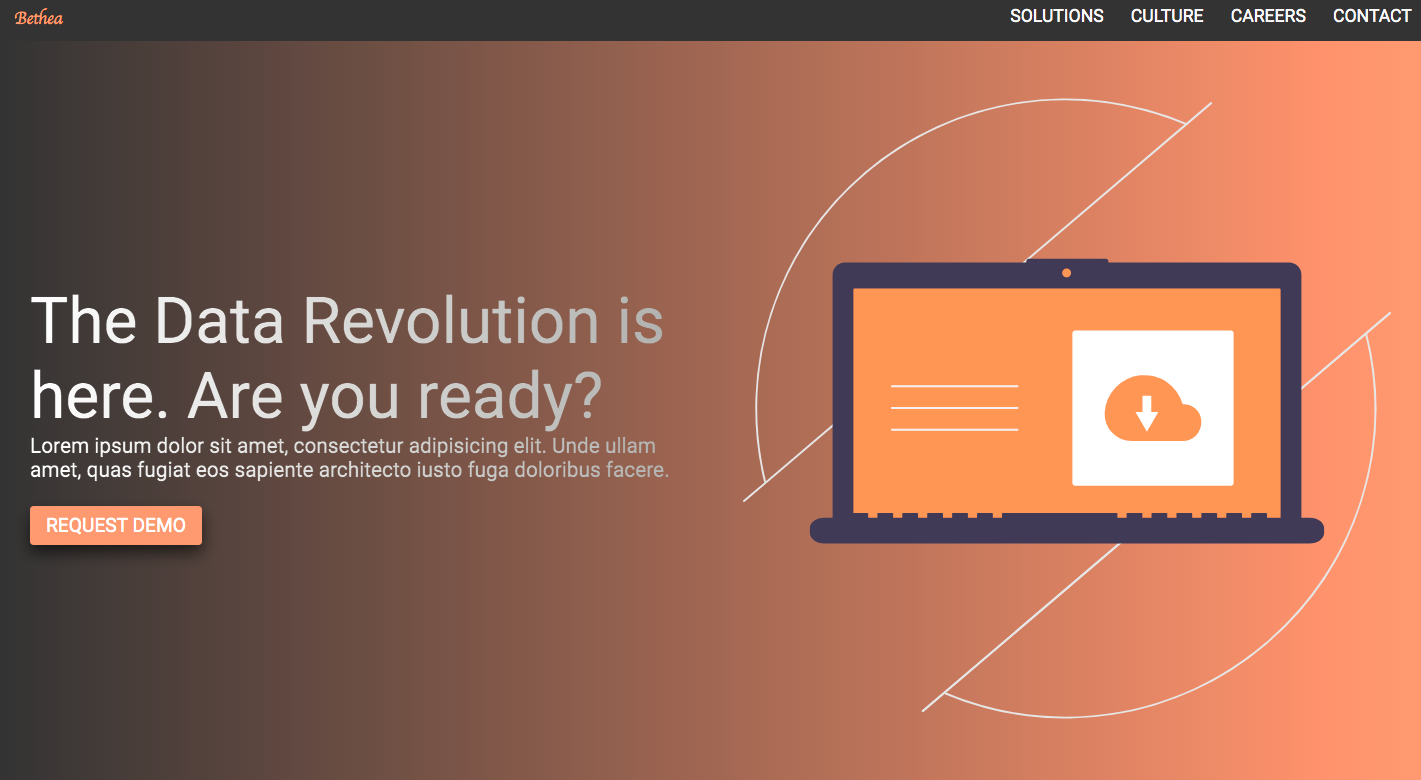 Bethea
SOLUTIONS CULTURE CAREERS CONTACT
The Data Revolution is
here. Are you ready?
Lorem ipsum dolor sit amet, consectetur adipisicing elit. Unde ullam
amet, quas fugiat eos sapiente architecto iusto fuga doloribus facere.
REQUEST DEMO